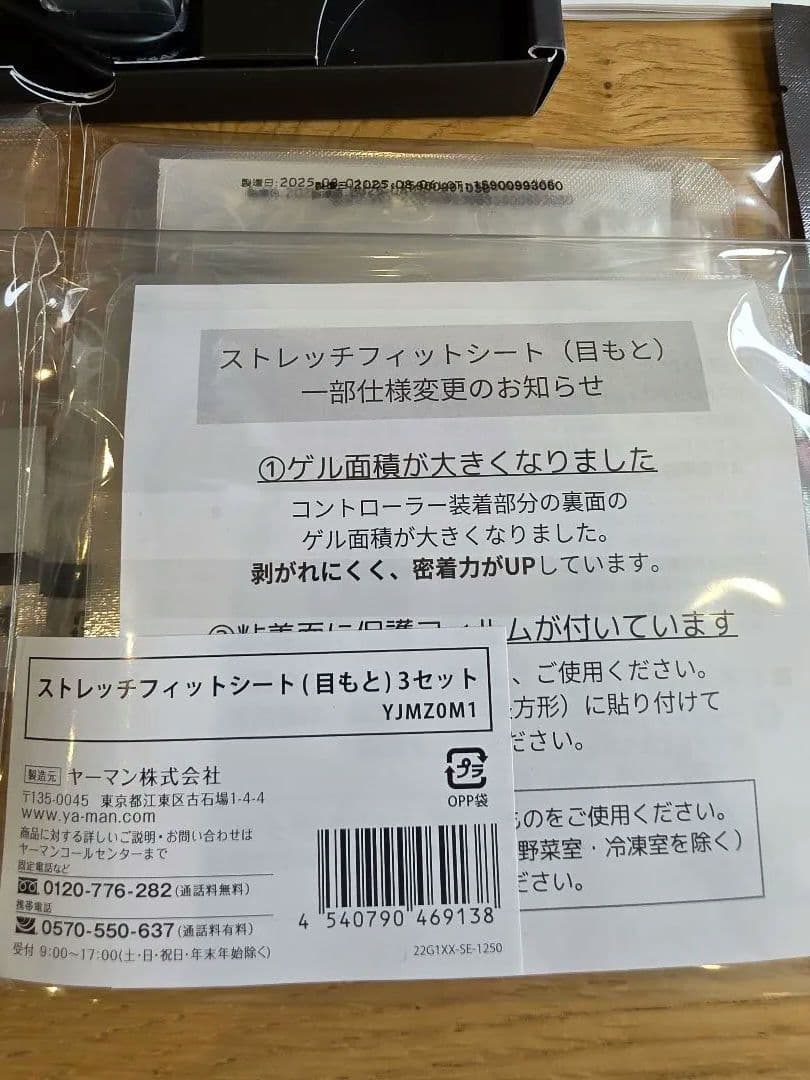 ストレッチフィットシート（目もと）
一部仕様変更のお知らせ
①ゲル面積が大きくなりました
コントローラー装着部分の裏面の
ゲル面積が大きくなりました。
剥がれにくく、密着力がUPしています。
ムが付いています
、ご使用ください。
方形）に貼り付けて
ださい。
ものをご使用ください。
野菜室・冷凍室を除く）
ださい。
ストレッチフィットシート(目もと)3セット
YJMZ0M1
製造元 ヤーマン株式会社
〒135-0045 東京都江東区古石場1-4-4
www.ya-man.com
商品に対する詳しいご説明・お問い合わせは
ヤーマンコールセンターまで
固定電話など
0120-776-282(通話料無料)
携帯電話
0570-550-637(通話料有料)
受付 9:00~17:00(土・日・祝日・年末年始除く)
プラ
OPP袋
4 540790 469138
22G1XX-SE-1250